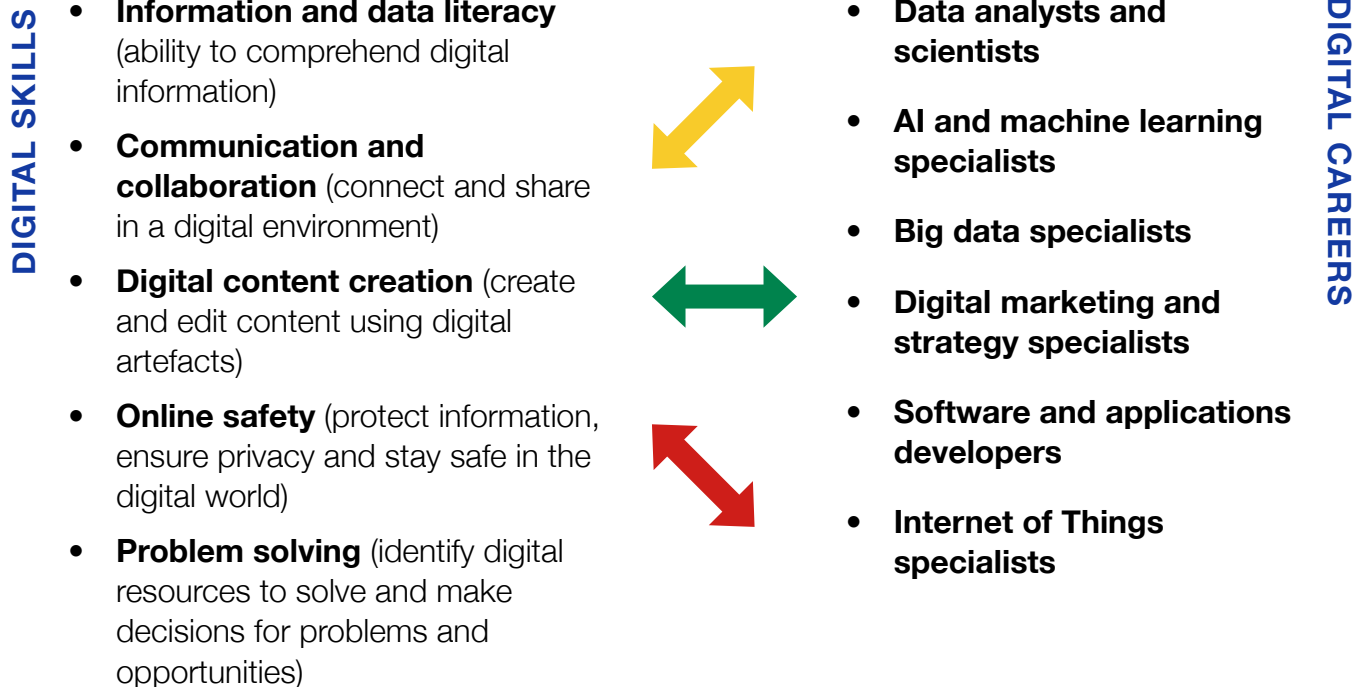 DIGITAL SKILLS
• Information and data literacy
(ability to comprehend digital
information)
• Communication and
collaboration (connect and share
in a digital environment)
• Digital content creation (create
and edit content using digital
artefacts)
• Online safety (protect information,
ensure privacy and stay safe in the
digital world)
• Problem solving (identify digital
resources to solve and make
decisions for problems and
opportunities)
• Data analysts and
scientists
• AI and machine learning
specialists
• Big data specialists
• Digital marketing and
strategy specialists
• Software and applications
developers
• Internet of Things
specialists
DIGITAL CAREERS